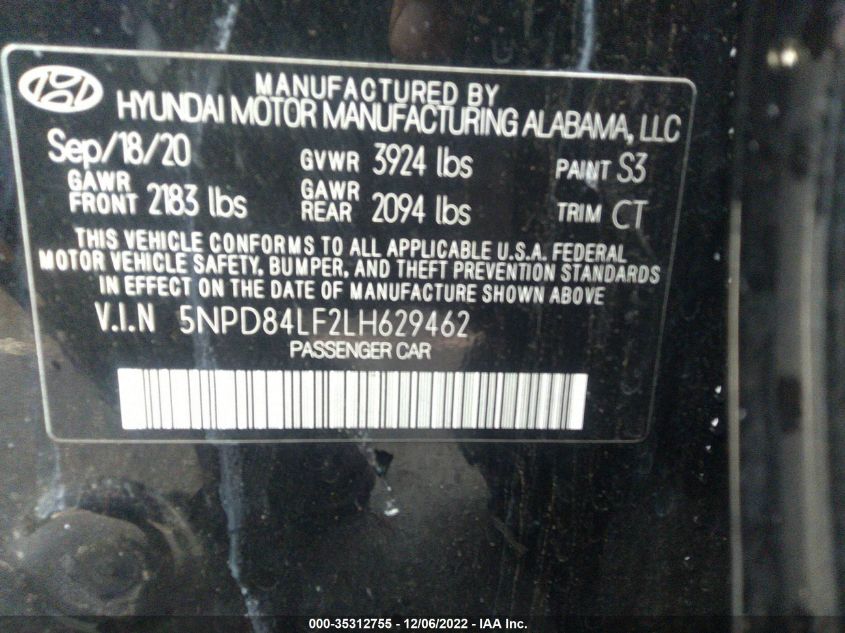 MANUFACTURED BY
HYUNDAI MOTOR MANUFACTURING ALABAMA, LLC
Sep/18/20 GVWR 3924 lbs PAINT S3
GAWR FRONT 2183 lbs GAWR REAR 2094 lbs TRIM CT
THIS VEHICLE CONFORMS TO ALL APPLICABLE U.S.A. FEDERAL
MOTOR VEHICLE SAFETY, BUMPER, AND THEFT PREVENTION STANDARDS
IN EFFECT ON THE DATE OF MANUFACTURE SHOWN ABOVE
V.I.N 5NPD84LF2LH629462
PASSENGER CAR
000-35312755 - 12/06/2022 - IAA Inc.